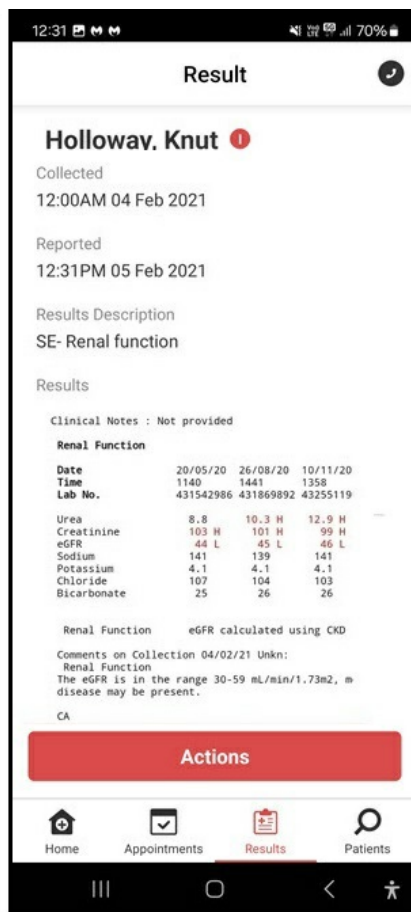 12:31 70%
Result
Holloway, Knut
Collected
12:00AM 04 Feb 2021
Reported
12:31PM 05 Feb 2021
Results Description
SE- Renal function
Results
Clinical Notes : Not provided
Renal Function
Date 20/05/20 26/08/20 10/11/20
Time 1140 1441 1358
Lab No. 431542986 431869892 43255119
Urea 8.8 10.3 H 12.9 H
Creatinine 103 H 101 H 99 H
eGFR 44 L 45 L 46 L
Sodium 141 139 141
Potassium 4.1 4.1 4.1
Chloride 107 104 103
Bicarbonate 25 26 26
Renal Function eGFR calculated using CKD
Comments on Collection 04/02/21 Unkn:
Renal Function
The eGFR is in the range 30-59 mL/min/1.73m2, m
disease may be present.
CA
Actions
Home Appointments Results Patients